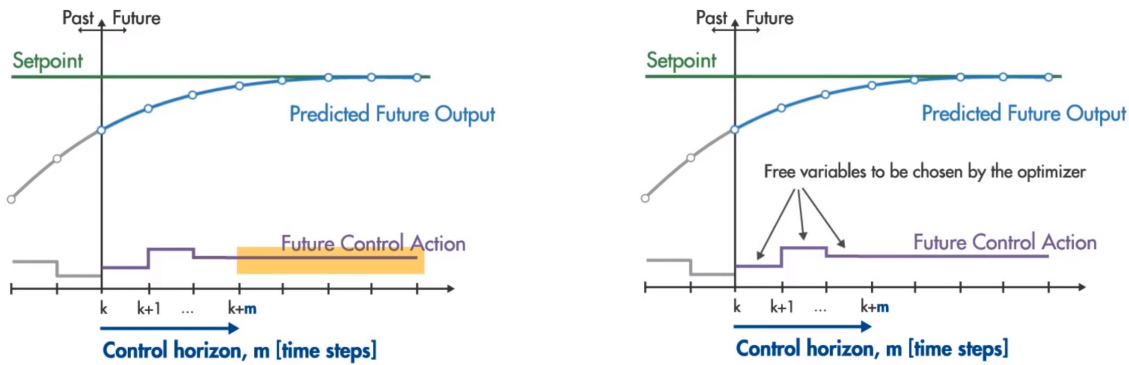 Past Future
Setpoint
Predicted Future Output
Future Control Action
k k+1 ... k+m
Control horizon, m [time steps]
Past Future
Setpoint
Predicted Future Output
Free variables to be chosen by the optimizer
Future Control Action
k k+1 ... k+m
Control horizon, m [time steps]